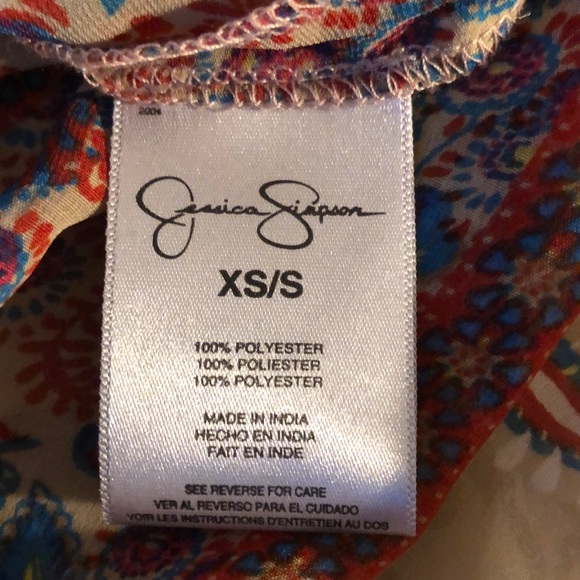 2004
Jessica Simpson
XS/S
100% POLYESTER
100% POLIESTER
100% POLYESTER
MADE IN INDIA
HECHO EN INDIA
FAIT EN INDE
SEE REVERSE FOR CARE
VER AL REVERSO PARA EL CUIDADO
VOIR LES INSTRUCTIONS D'ENTRETIEN AU DOS